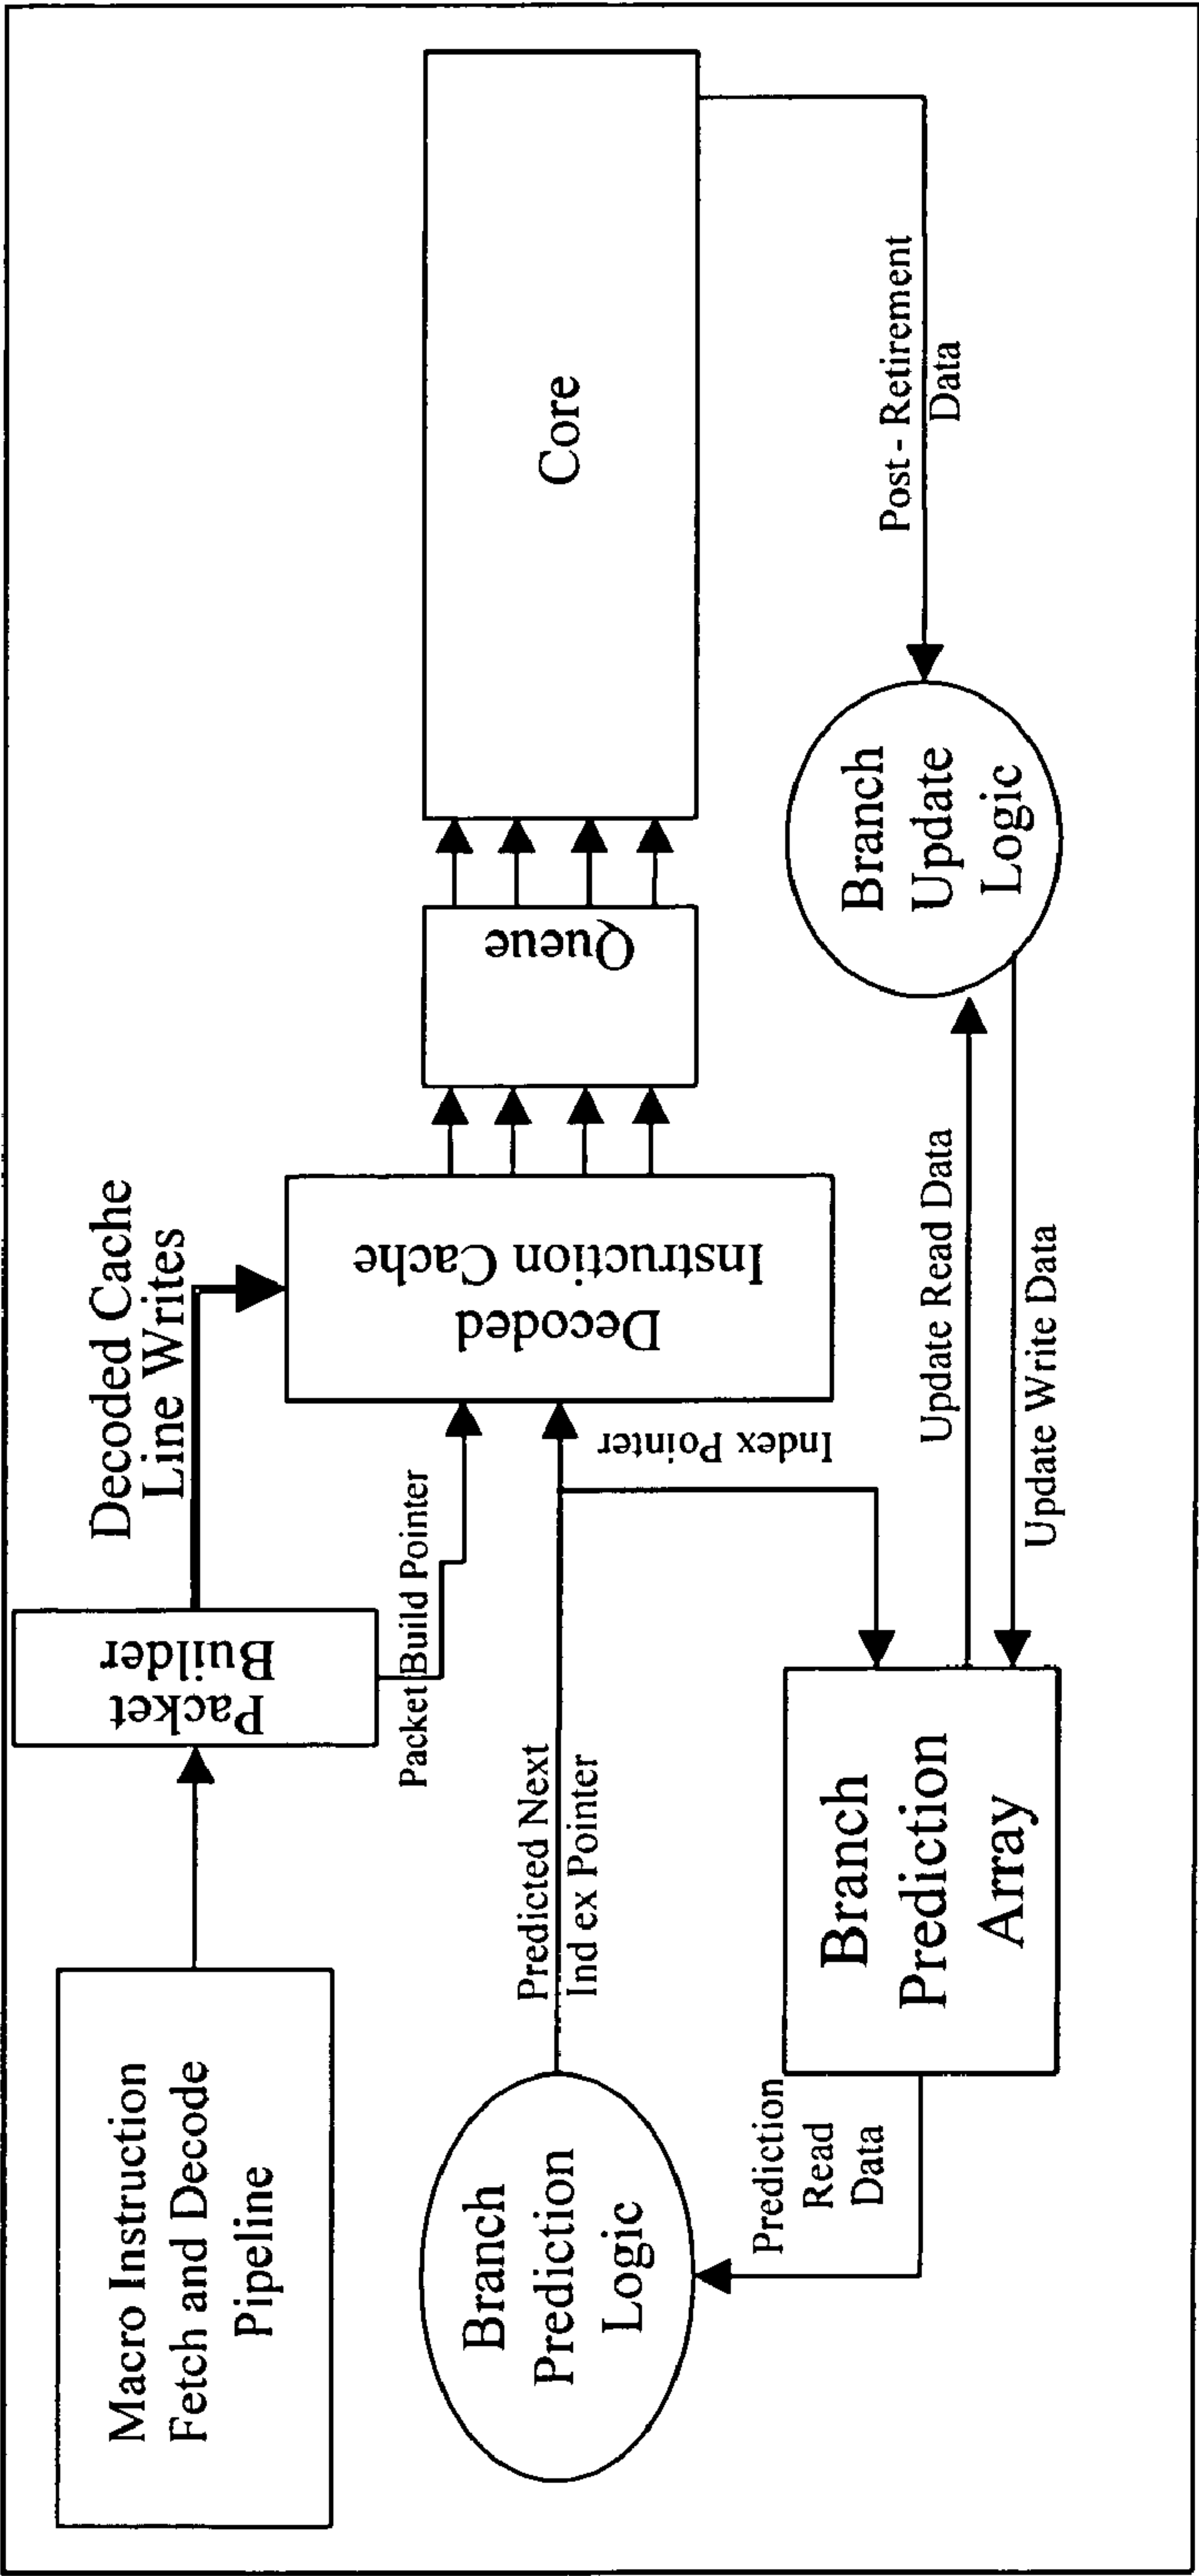 Macro Instruction
Fetch and Decode
Pipeline
Packet
Builder
Decoded Cache
Line Writes
Packet Build Pointer
Branch
Prediction
Logic
Predicted Next
Ind ex Pointer
Index Pointer
Decoded
Instruction Cache
Queue
Core
Prediction
Read
Data
Branch
Prediction
Array
Update Read Data
Update Write Data
Branch
Update
Logic
Post - Retirement
Data